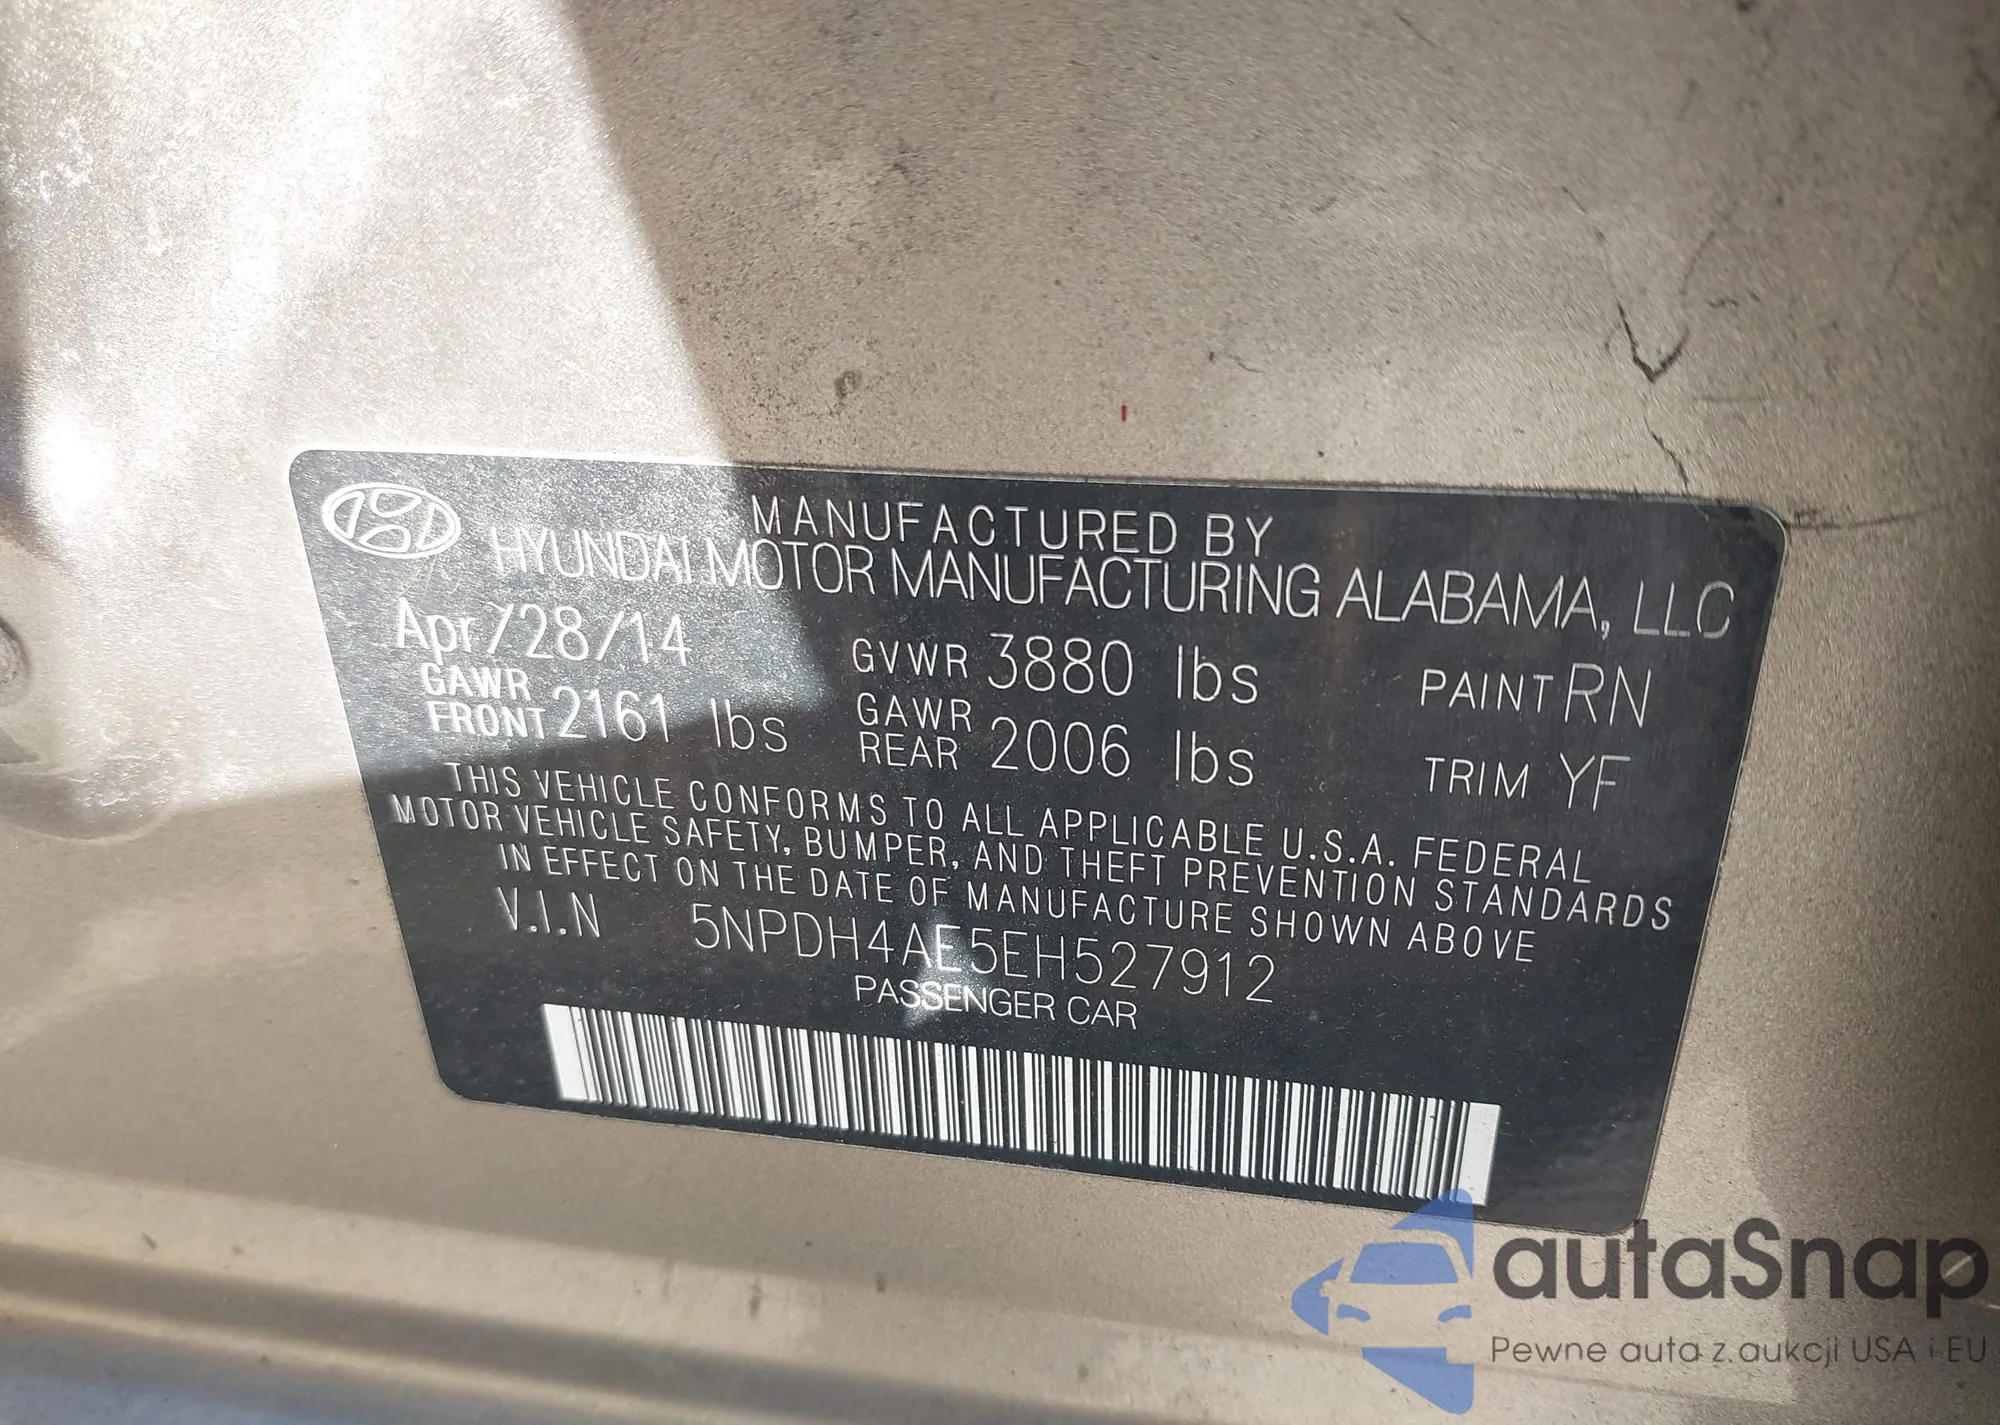 MANUFACTURED BY
HYUNDAI MOTOR MANUFACTURING ALABAMA, LLC
Apr/28/14 GVWR 3880 lbs PAINT RN
GAWR FRONT 2161 lbs GAWR REAR 2006 lbs TRIM YF
THIS VEHICLE CONFORMS TO ALL APPLICABLE U.S.A. FEDERAL
MOTOR VEHICLE SAFETY, BUMPER, AND THEFT PREVENTION STANDARDS
IN EFFECT ON THE DATE OF MANUFACTURE SHOWN ABOVE
V.I.N 5NPDH4AE5EH527912
PASSENGER CAR
autaSnap
Pewne auta z aukcji USA i EU